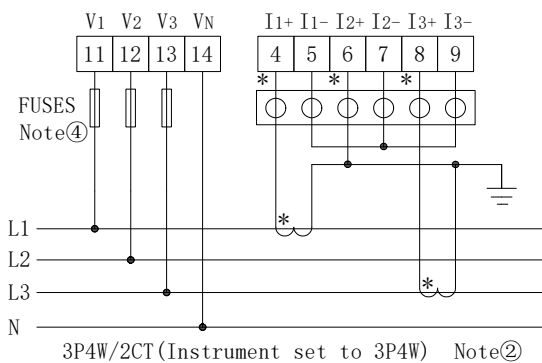 V1 V2 V3 VN I1+ I1- I2+ I2- I3+ I3-
11 12 13 14 4 5 6 7 8 9
* * *
FUSES
Note④
*
L1
L2
*
L3
N
3P4W/2CT(Instrument set to 3P4W) Note②